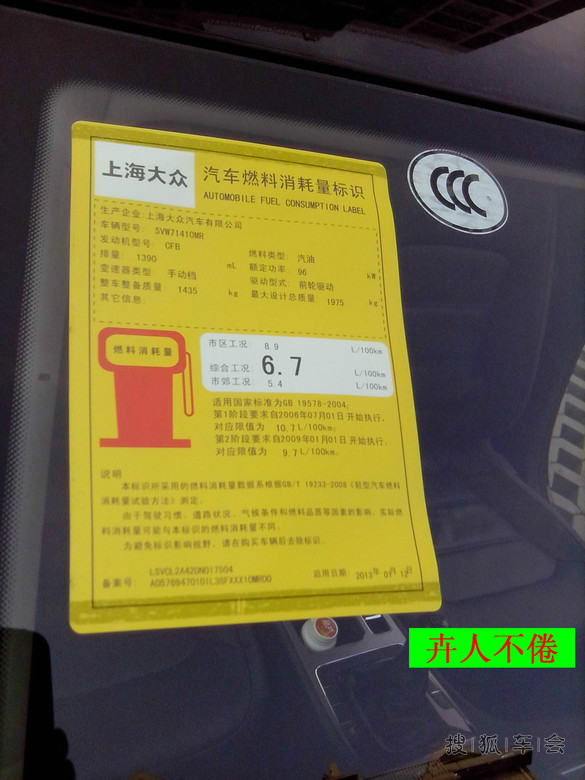 上海大众
汽车燃料消耗量标识
AUTOMOBILE FUEL CONSUMPTION LABEL
CCC
生产企业:上海大众汽车有限公司
车辆型号: SVW71410MR
发动机型号: CFB
燃料类型: 汽油
排量: 1390 mL
额定功率: 96 kW
变速器类型: 手动档
驱动型式: 前轮驱动
整车整备质量 1435 kg
最大设计总质量: 1975 kg
其它信息:
燃料消耗量
市区工况: 8.9 L/100km
综合工况: 6.7 L/100km
市郊工况: 5.4 L/100km
适用国家标准为GB 19578-2004;
第1阶段要求自2006年07月01日开始执行,
对应限值为 10.7 L/100km;
第2阶段要求自2009年01月01日开始执行,
对应限值为 9.7 L/100km;
说明
本标识所采用的燃料消耗量数据系根据GB/T 19233-2008《轻型汽车燃料
消耗量试验方法》测定。
由于驾驶习惯、道路状况、气候条件和燃料品质等因素的影响,实际燃
料消耗量可能与本标识的燃料消耗量不同。
为避免标识影响视野,请在购买车辆后去除标识。
备案号:
启用日期 2013年 01月 12日
卉人不倦
搜狐车会